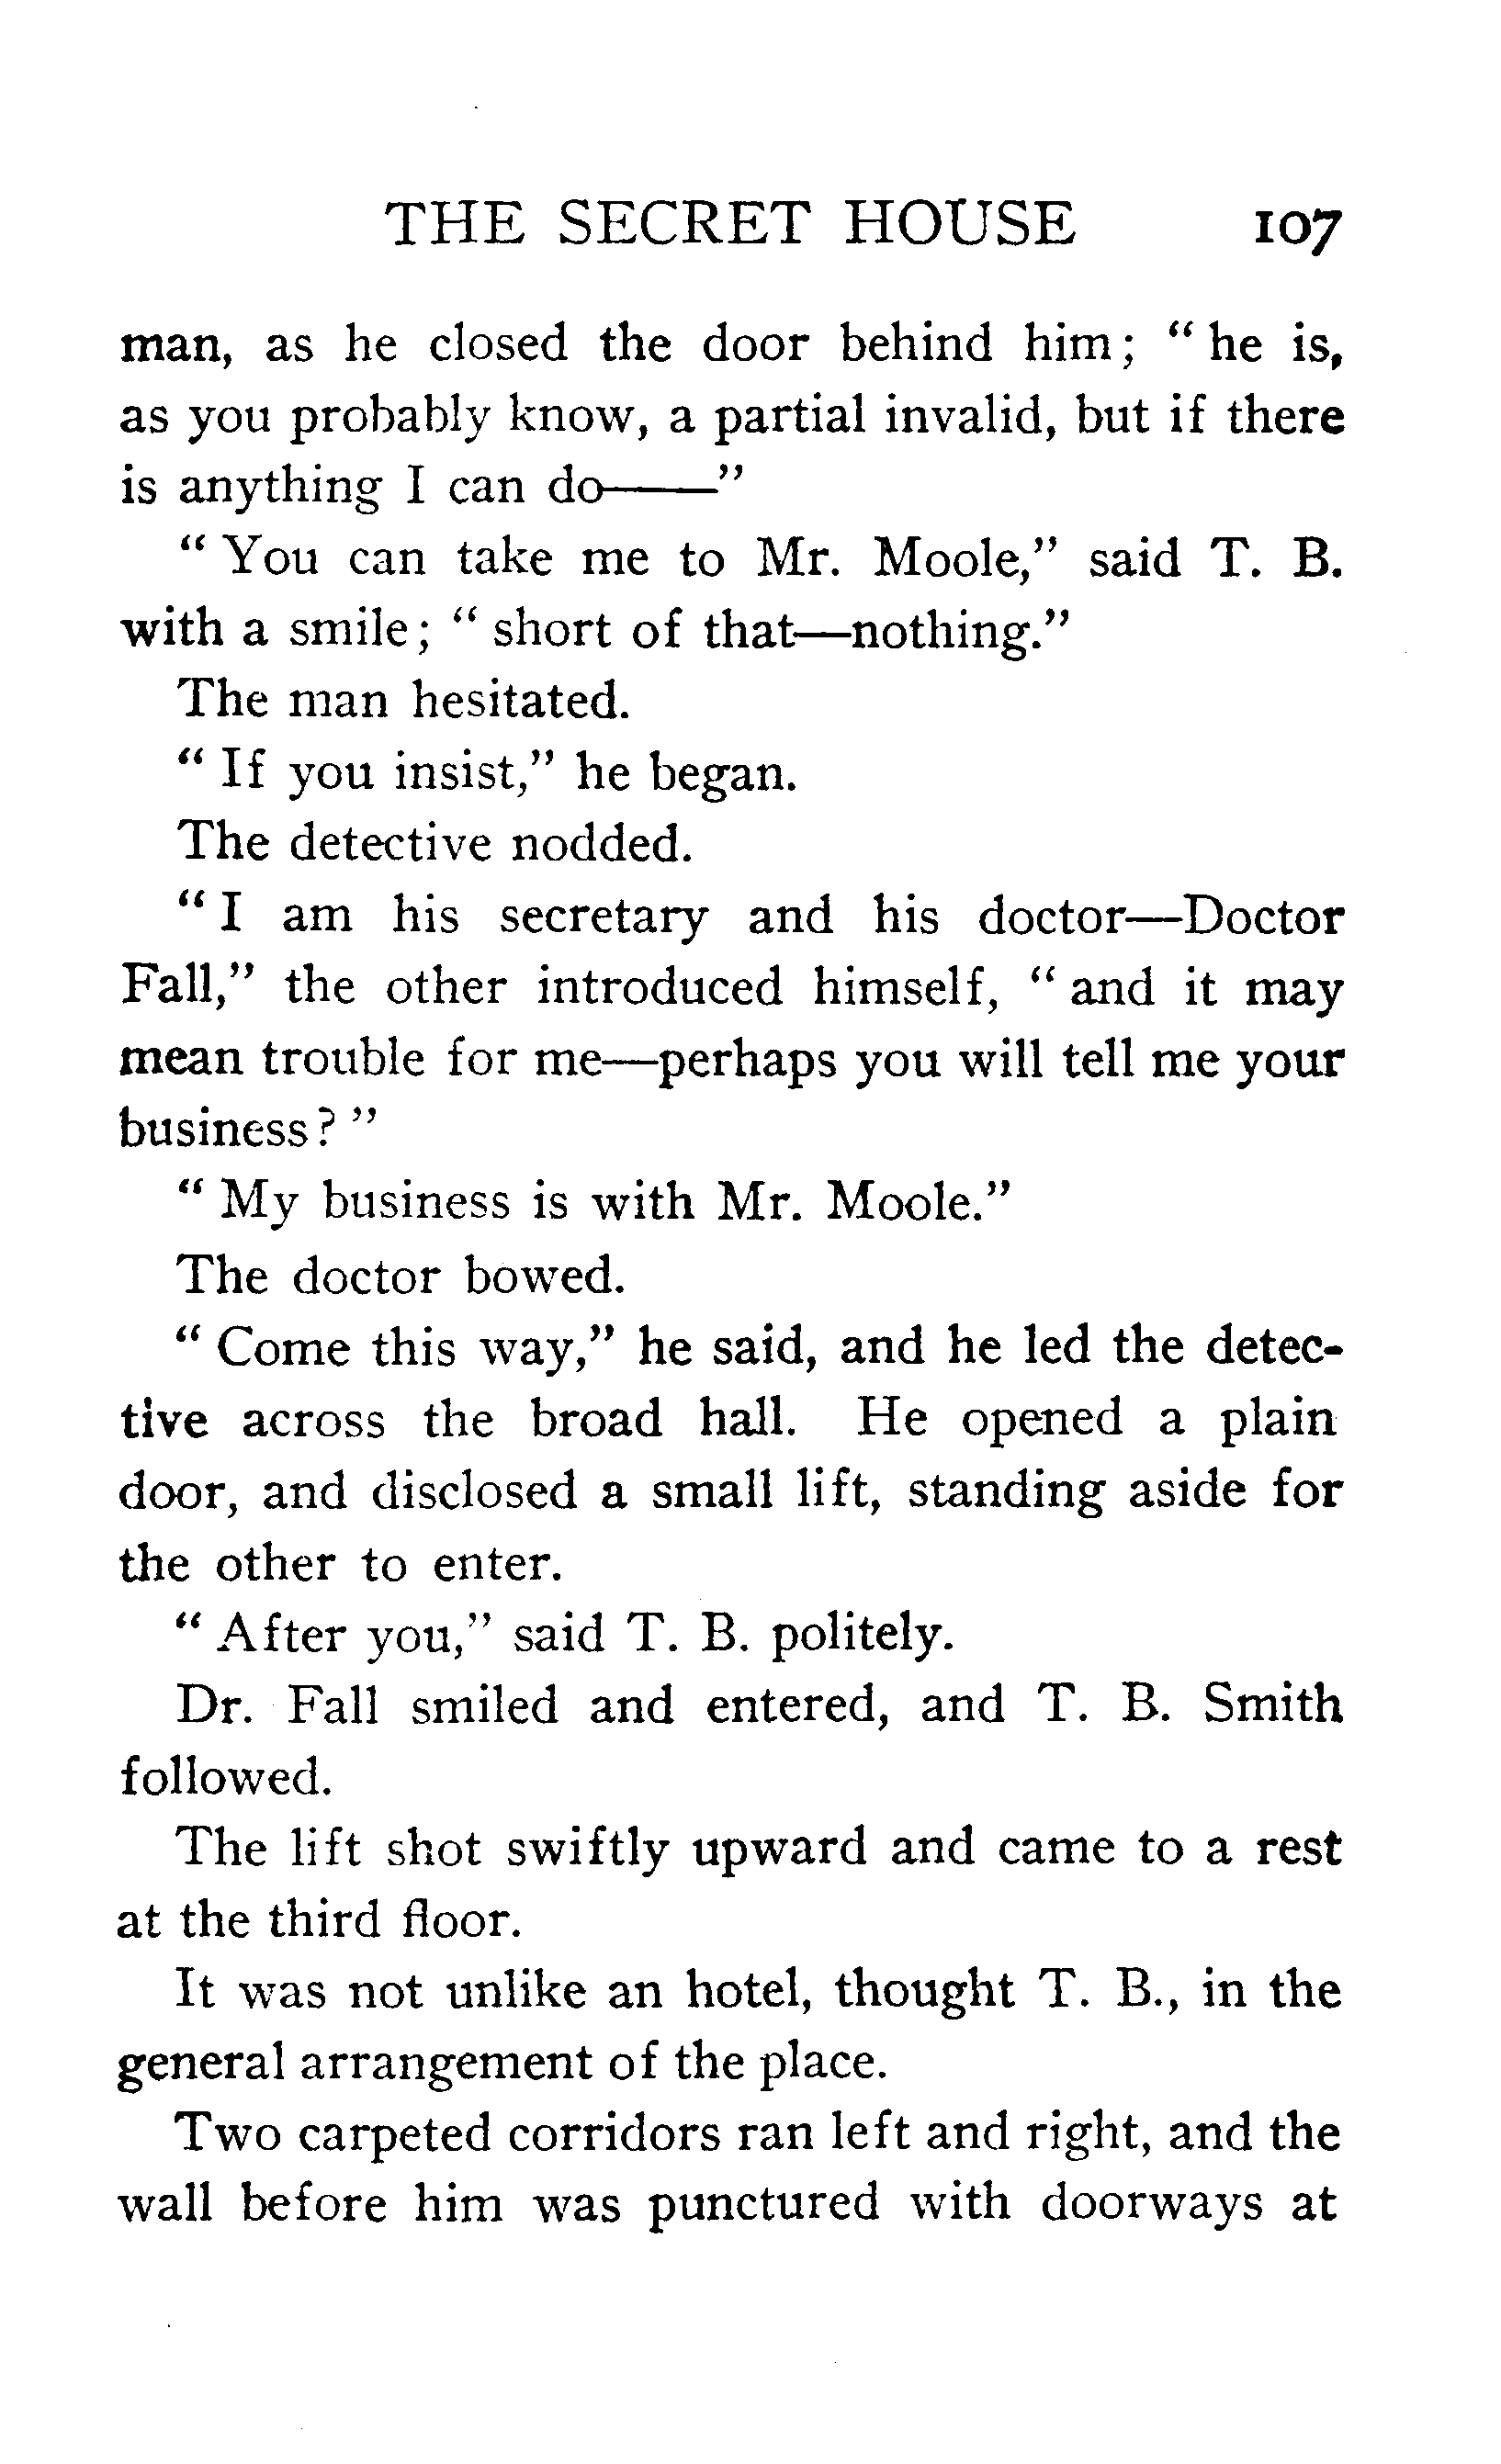 THE SECRET HOUSE 107
man, as he closed the door behind him; " he is,
as you probably know, a partial invalid, but if there
is anything I can do——"
" You can take me to Mr. Moole," said T. B.
with a smile; " short of that—nothing."
The man hesitated.
" If you insist," he began.
The detective nodded.
" I am his secretary and his doctor—Doctor
Fall," the other introduced himself, " and it may
mean trouble for me—perhaps you will tell me your
business? "
" My business is with Mr. Moole."
The doctor bowed.
" Come this way," he said, and he led the detec-
tive across the broad hall. He opened a plain
door, and disclosed a small lift, standing aside for
the other to enter.
" After you," said T. B. politely.
Dr. Fall smiled and entered, and T. B. Smith
followed.
The lift shot swiftly upward and came to a rest
at the third floor.
It was not unlike an hotel, thought T. B., in the
general arrangement of the place.
Two carpeted corridors ran left and right, and the
wall before him was punctured with doorways at